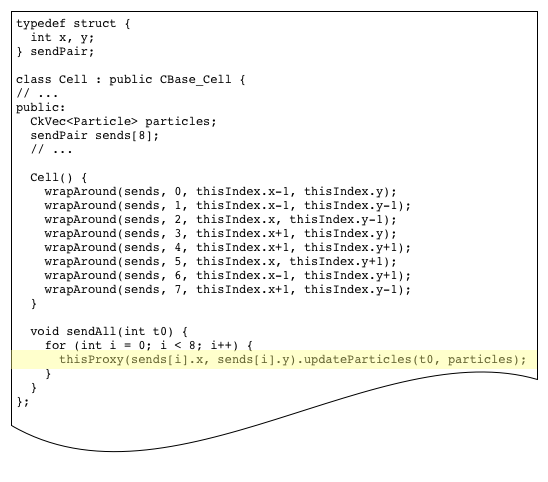 typedef struct {
  int x, y;
} sendPair;

class Cell : public CBase_Cell {
// ...
public:
  CkVec<Particle> particles;
  sendPair sends[8];
  // ...

  Cell() {
    wrapAround(sends, 0, thisIndex.x-1, thisIndex.y);
    wrapAround(sends, 1, thisIndex.x-1, thisIndex.y-1);
    wrapAround(sends, 2, thisIndex.x, thisIndex.y-1);
    wrapAround(sends, 3, thisIndex.x+1, thisIndex.y);
    wrapAround(sends, 4, thisIndex.x+1, thisIndex.y+1);
    wrapAround(sends, 5, thisIndex.x, thisIndex.y+1);
    wrapAround(sends, 6, thisIndex.x-1, thisIndex.y+1);
    wrapAround(sends, 7, thisIndex.x+1, thisIndex.y-1);
  }

  void sendAll(int t0) {
    for (int i = 0; i < 8; i++) {
      thisProxy(sends[i].x, sends[i].y).updateParticles(t0, particles);
    }
  }
};